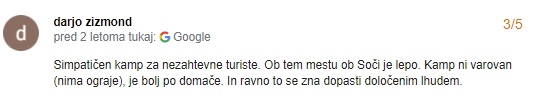 d
darjo zizmond
3/5
pred 2 letoma tukaj: G Google
Simpatičen kamp za nezahtevne turiste. Ob tem mestu ob Soči je lepo. Kamp ni varovan
(nima ograje), je bolj po domače. In ravno to se zna dopasti določenim lhudem.